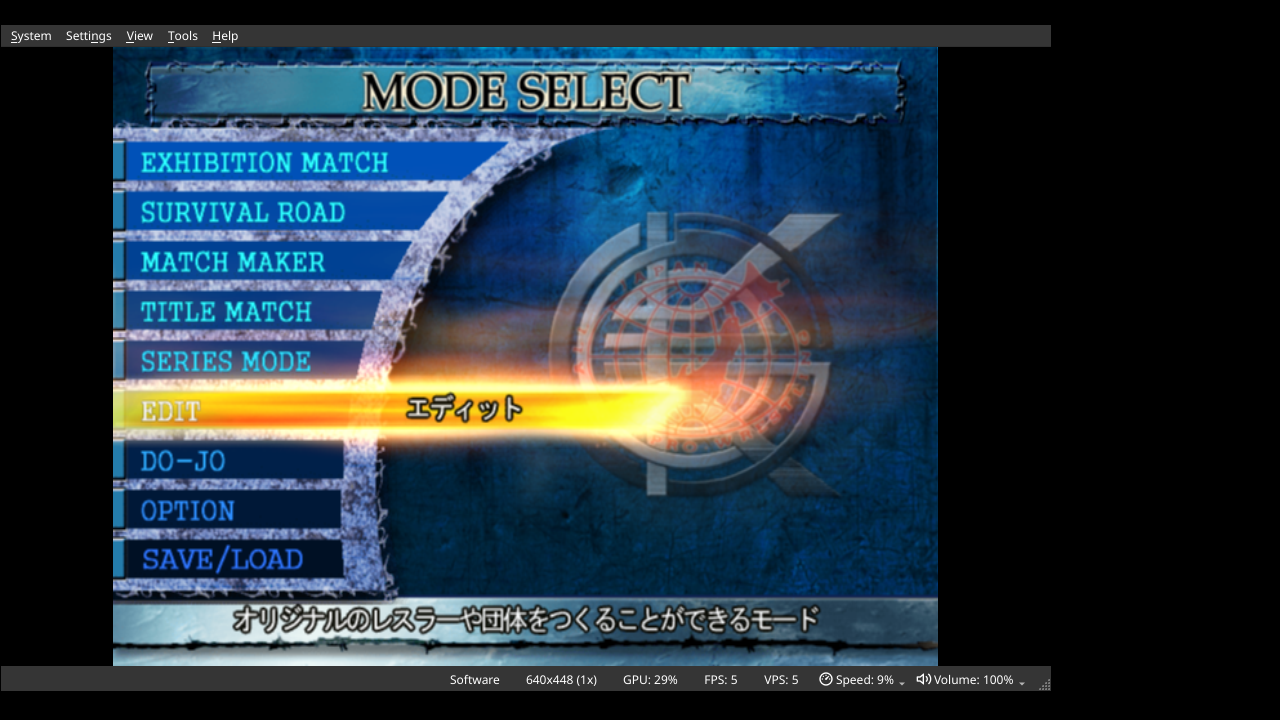 System Settings View Tools Help
MODE SELECT
EXHIBITION MATCH
SURVIVAL ROAD
MATCH MAKER
TITLE MATCH
SERIES MODE
EDIT エディット
DO-JO
OPTION
SAVE/LOAD
オリジナルのレスラーや団体をつくることができるモード
Software 640x448 (1x) GPU: 29% FPS: 5 VPS: 5 Speed: 9% Volume: 100%